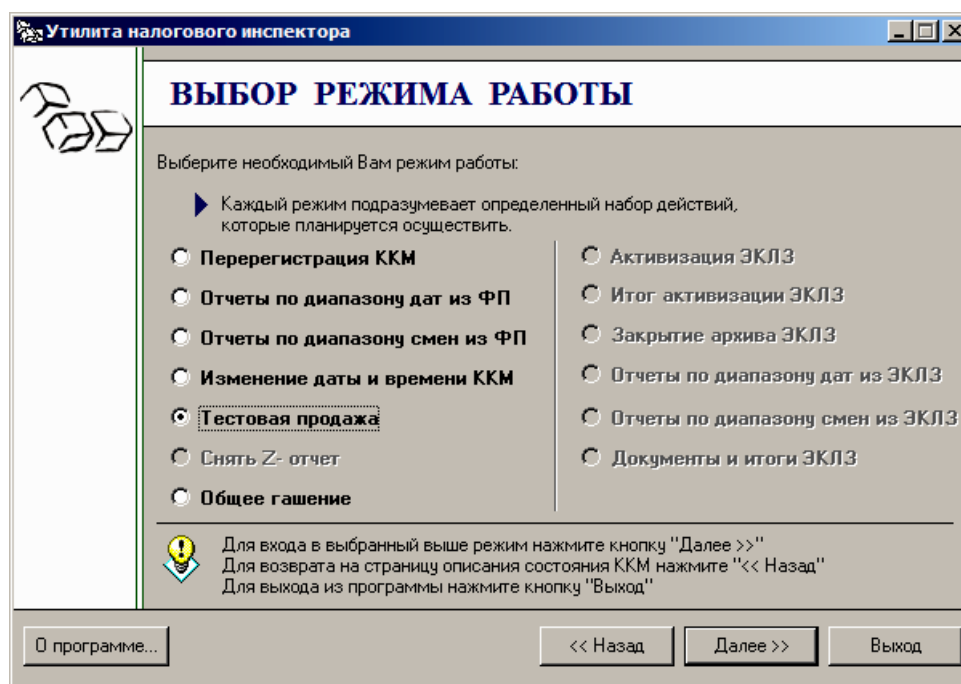 Утилита налогового инспектора
ВЫБОР РЕЖИМА РАБОТЫ
Выберите необходимый Вам режим работы:
Каждый режим подразумевает определенный набор действий,
которые планируется осуществить.
Перерегистрация ККМ
Отчеты по диапазону дат из ФП
Отчеты по диапазону смен из ФП
Изменение даты и времени ККМ
Тестовая продажа
Снять Z- отчет
Общее гашение
Активизация ЭКЛЗ
Итог активизации ЭКЛЗ
Закрытие архива ЭКЛЗ
Отчеты по диапазону дат из ЭКЛЗ
Отчеты по диапазону смен из ЭКЛЗ
Документы и итоги ЭКЛЗ
Для входа в выбранный выше режим нажмите кнопку "Далее >>"
Для возврата на страницу описания состояния ККМ нажмите "<< Назад"
Для выхода из программы нажмите кнопку "Выход"
О программе...
<< Назад
Далее >>
Выход